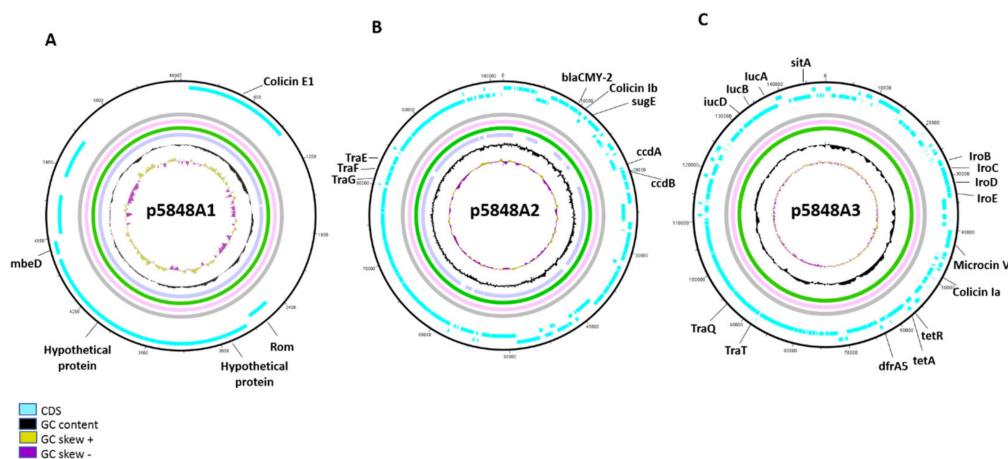 A
B
C
Colicin E1
mbeD
Hypothetical
protein
Hypothetical
protein
Rom
p5848A1
blaCMY-2
Colicin Ib
sugE
ccdA
ccdB
TraE
TraF
TraG
p5848A2
sitA
IucA
IucB
iucD
IroB
IroC
IroD
IroE
Microcin V
Colicin Ia
tetR
tetA
dfrA5
TraT
TraQ
p5848A3
CDS
GC content
GC skew +
GC skew -